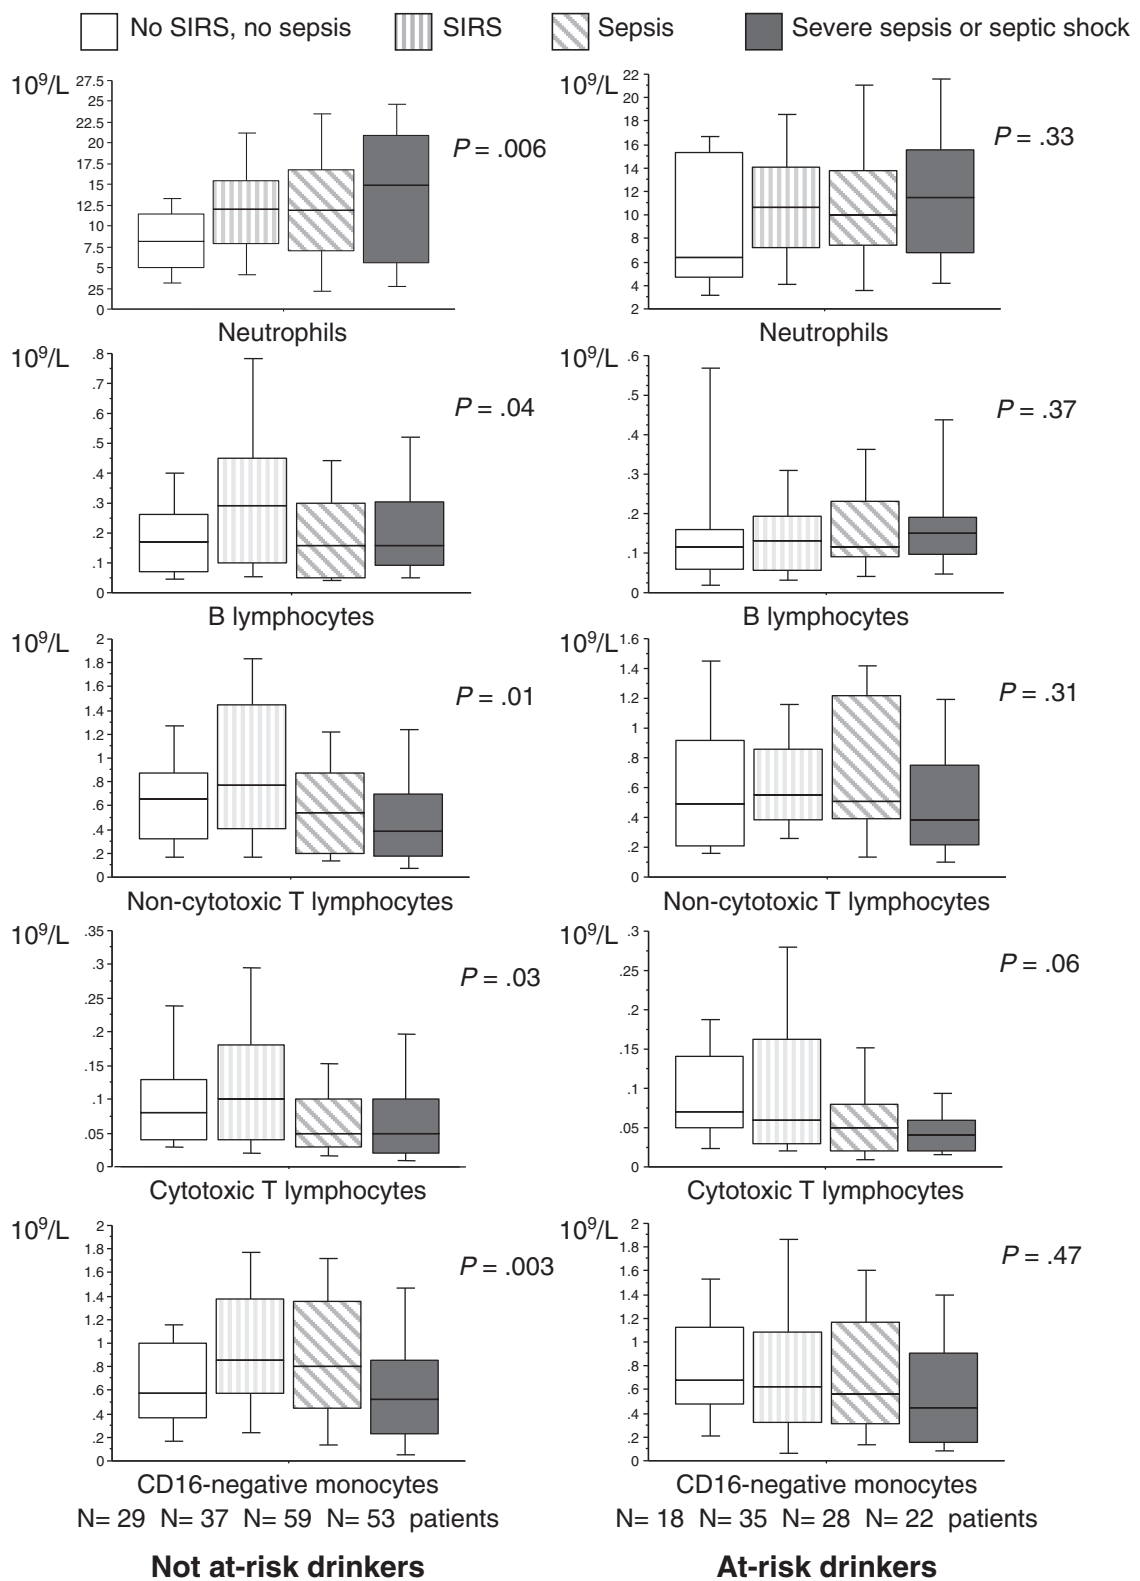 No SIRS, no sepsis SIRS Sepsis Severe sepsis or septic shock
10⁹/L
27.5
25
22.5
20
17.5
15
12.5
10
7.5
5
25
0
P = .006
Neutrophils
10⁹/L
22
20
18
16
14
12
10
8
6
4
2
P = .33
Neutrophils
10⁹/L
.8
.7
.6
.5
.4
.3
.2
.1
0
P = .04
B lymphocytes
10⁹/L
.6
.5
.4
.3
.2
.1
0
P = .37
B lymphocytes
10⁹/L
2
1.8
1.6
1.4
1.2
1
.8
.6
.4
.2
0
P = .01
Non-cytotoxic T lymphocytes
10⁹/L
1.6
1.4
1.2
1
.8
.6
.4
.2
0
P = .31
Non-cytotoxic T lymphocytes
10⁹/L
.35
.3
.25
.2
.15
.1
.05
0
P = .03
Cytotoxic T lymphocytes
10⁹/L
.3
.25
.2
.15
.1
.05
0
P = .06
Cytotoxic T lymphocytes
10⁹/L
2
1.8
1.6
1.4
1.2
1
.8
.6
.4
.2
0
P = .003
CD16-negative monocytes
10⁹/L
2
1.8
1.6
1.4
1.2
1
.8
.6
.4
.2
0
P = .47
CD16-negative monocytes
N= 29 N= 37 N= 59 N= 53 patients
N= 18 N= 35 N= 28 N= 22 patients
Not at-risk drinkers
At-risk drinkers